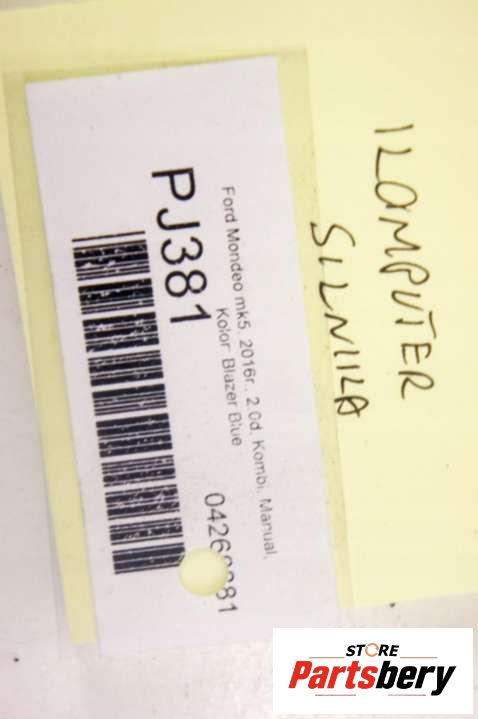 KOMPUTER
SILNIKA
Ford Mondeo mk5, 2016r., 2.0d, Kombi, Manual,
Kolor Blazer Blue
PJ381
STORE
Partsbery